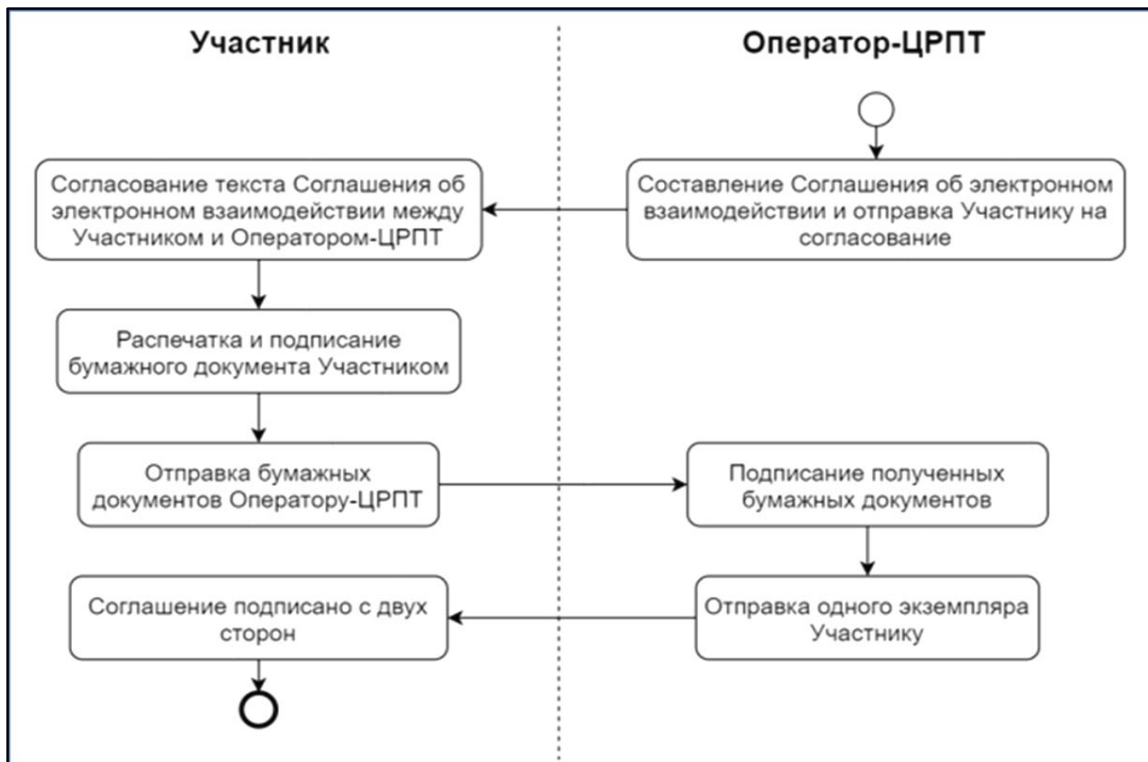 Участник
Оператор-ЦРПТ
Составление Соглашения об электронном
взаимодействии и отправка Участнику на
согласование
Согласование текста Соглашения об
электронном взаимодействии между
Участником и Оператором-ЦРПТ
Распечатка и подписание
бумажного документа Участником
Отправка бумажных
документов Оператору-ЦРПТ
Подписание полученных
бумажных документов
Отправка одного экземпляра
Участнику
Соглашение подписано с двух
сторон